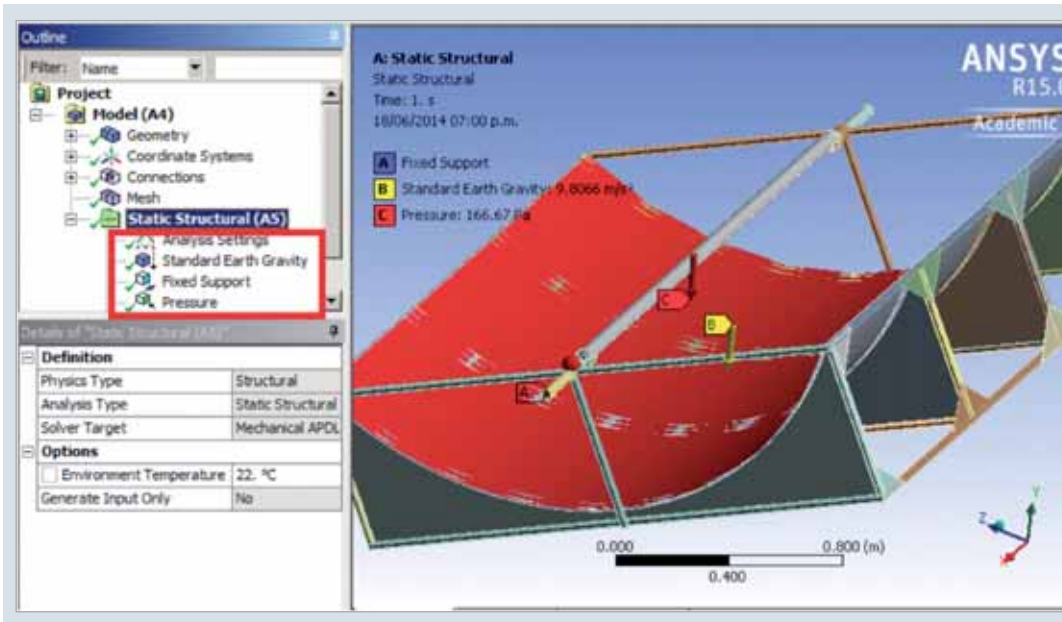 Outline
Filter: Name
Project
Model (A4)
Geometry
Coordinate Systems
Connections
Mesh
Static Structural (A5)
Analysis Settings
Standard Earth Gravity
Fixed Support
Pressure
Details of "Static Structural (A5)"
Definition
Physics Type Structural
Analysis Type Static Structural
Solver Target Mechanical APDL
Options
Environment Temperature 22. °C
Generate Input Only No
A: Static Structural
Static Structural
Time: 1. s
18/06/2014 07:00 p.m.
A Fixed Support
B Standard Earth Gravity: 9.8066 m/s²
C Pressure: 166.67 Pa
ANSYS
R15.0
Academic
C
B
A
Y
Z
X
0.000 0.800 (m)
0.400